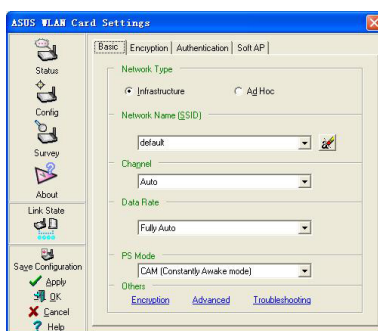 ASUS WLAN Card Settings
Status
Config
Survey
About
Link State
Save Configuration
Apply
OK
Cancel
Help
Basic Encryption Authentication Soft AP
Network Type
Infrastructure Ad Hoc
Network Name (SSID)
default
Channel
Auto
Data Rate
Fully Auto
PS Mode
CAM (Constantly Awake mode)
Others
Encryption Advanced Troubleshooting